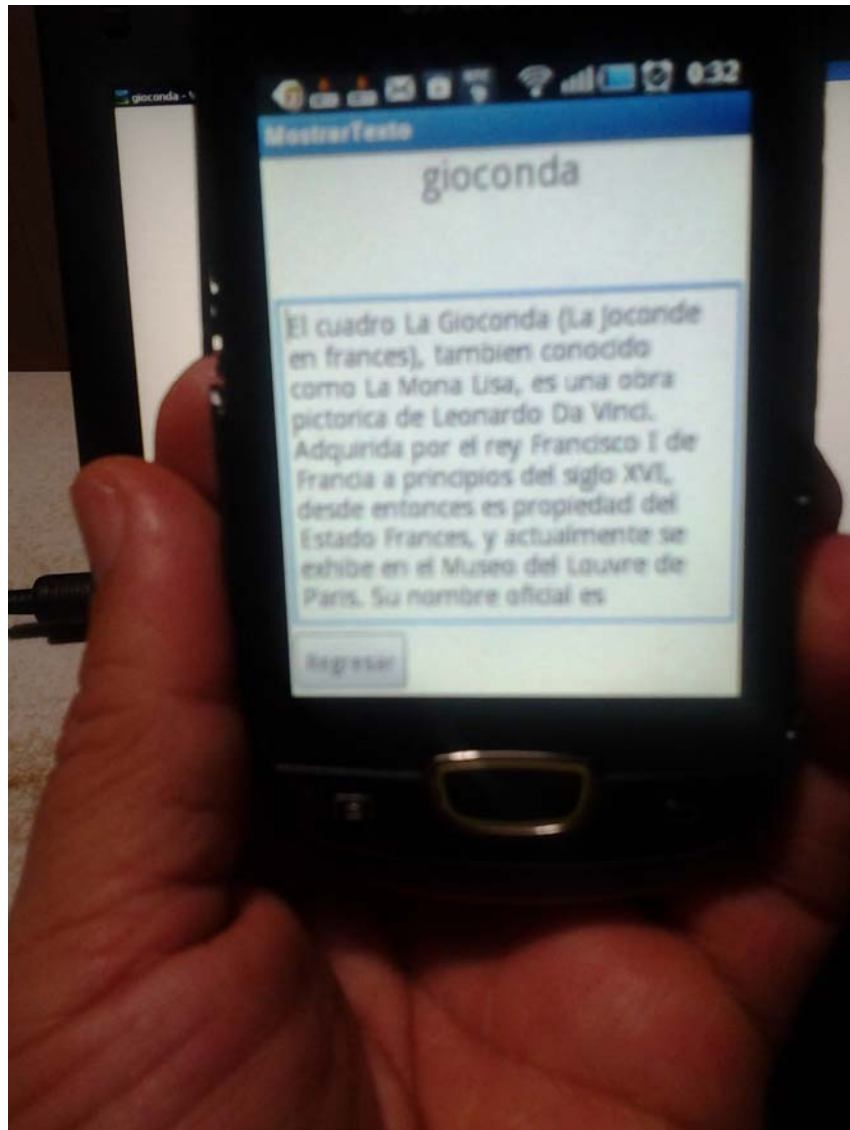 gioconda -
0:32
MostrarTexto
gioconda
El cuadro La Gioconda (La Joconde
en frances), tambien conocido
como La Mona Lisa, es una obra
pictorica de Leonardo Da Vinci.
Adquirida por el rey Francisco I de
Francia a principios del siglo XVI,
desde entonces es propiedad del
Estado Frances, y actualmente se
exhibe en el Museo del Louvre de
Paris. Su nombre oficial es
Regresar